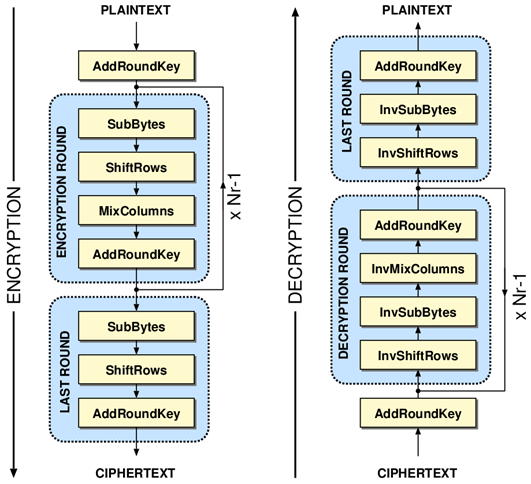 PLAINTEXT
AddRoundKey
ENCRYPTION ROUND
SubBytes
ShiftRows
MixColumns
AddRoundKey
x Nr-1
LAST ROUND
SubBytes
ShiftRows
AddRoundKey
CIPHERTEXT
ENCRYPTION
PLAINTEXT
LAST ROUND
AddRoundKey
InvSubBytes
InvShiftRows
DECRYPTION ROUND
AddRoundKey
InvMixColumns
InvSubBytes
InvShiftRows
x Nr-1
AddRoundKey
CIPHERTEXT
DECRYPTION